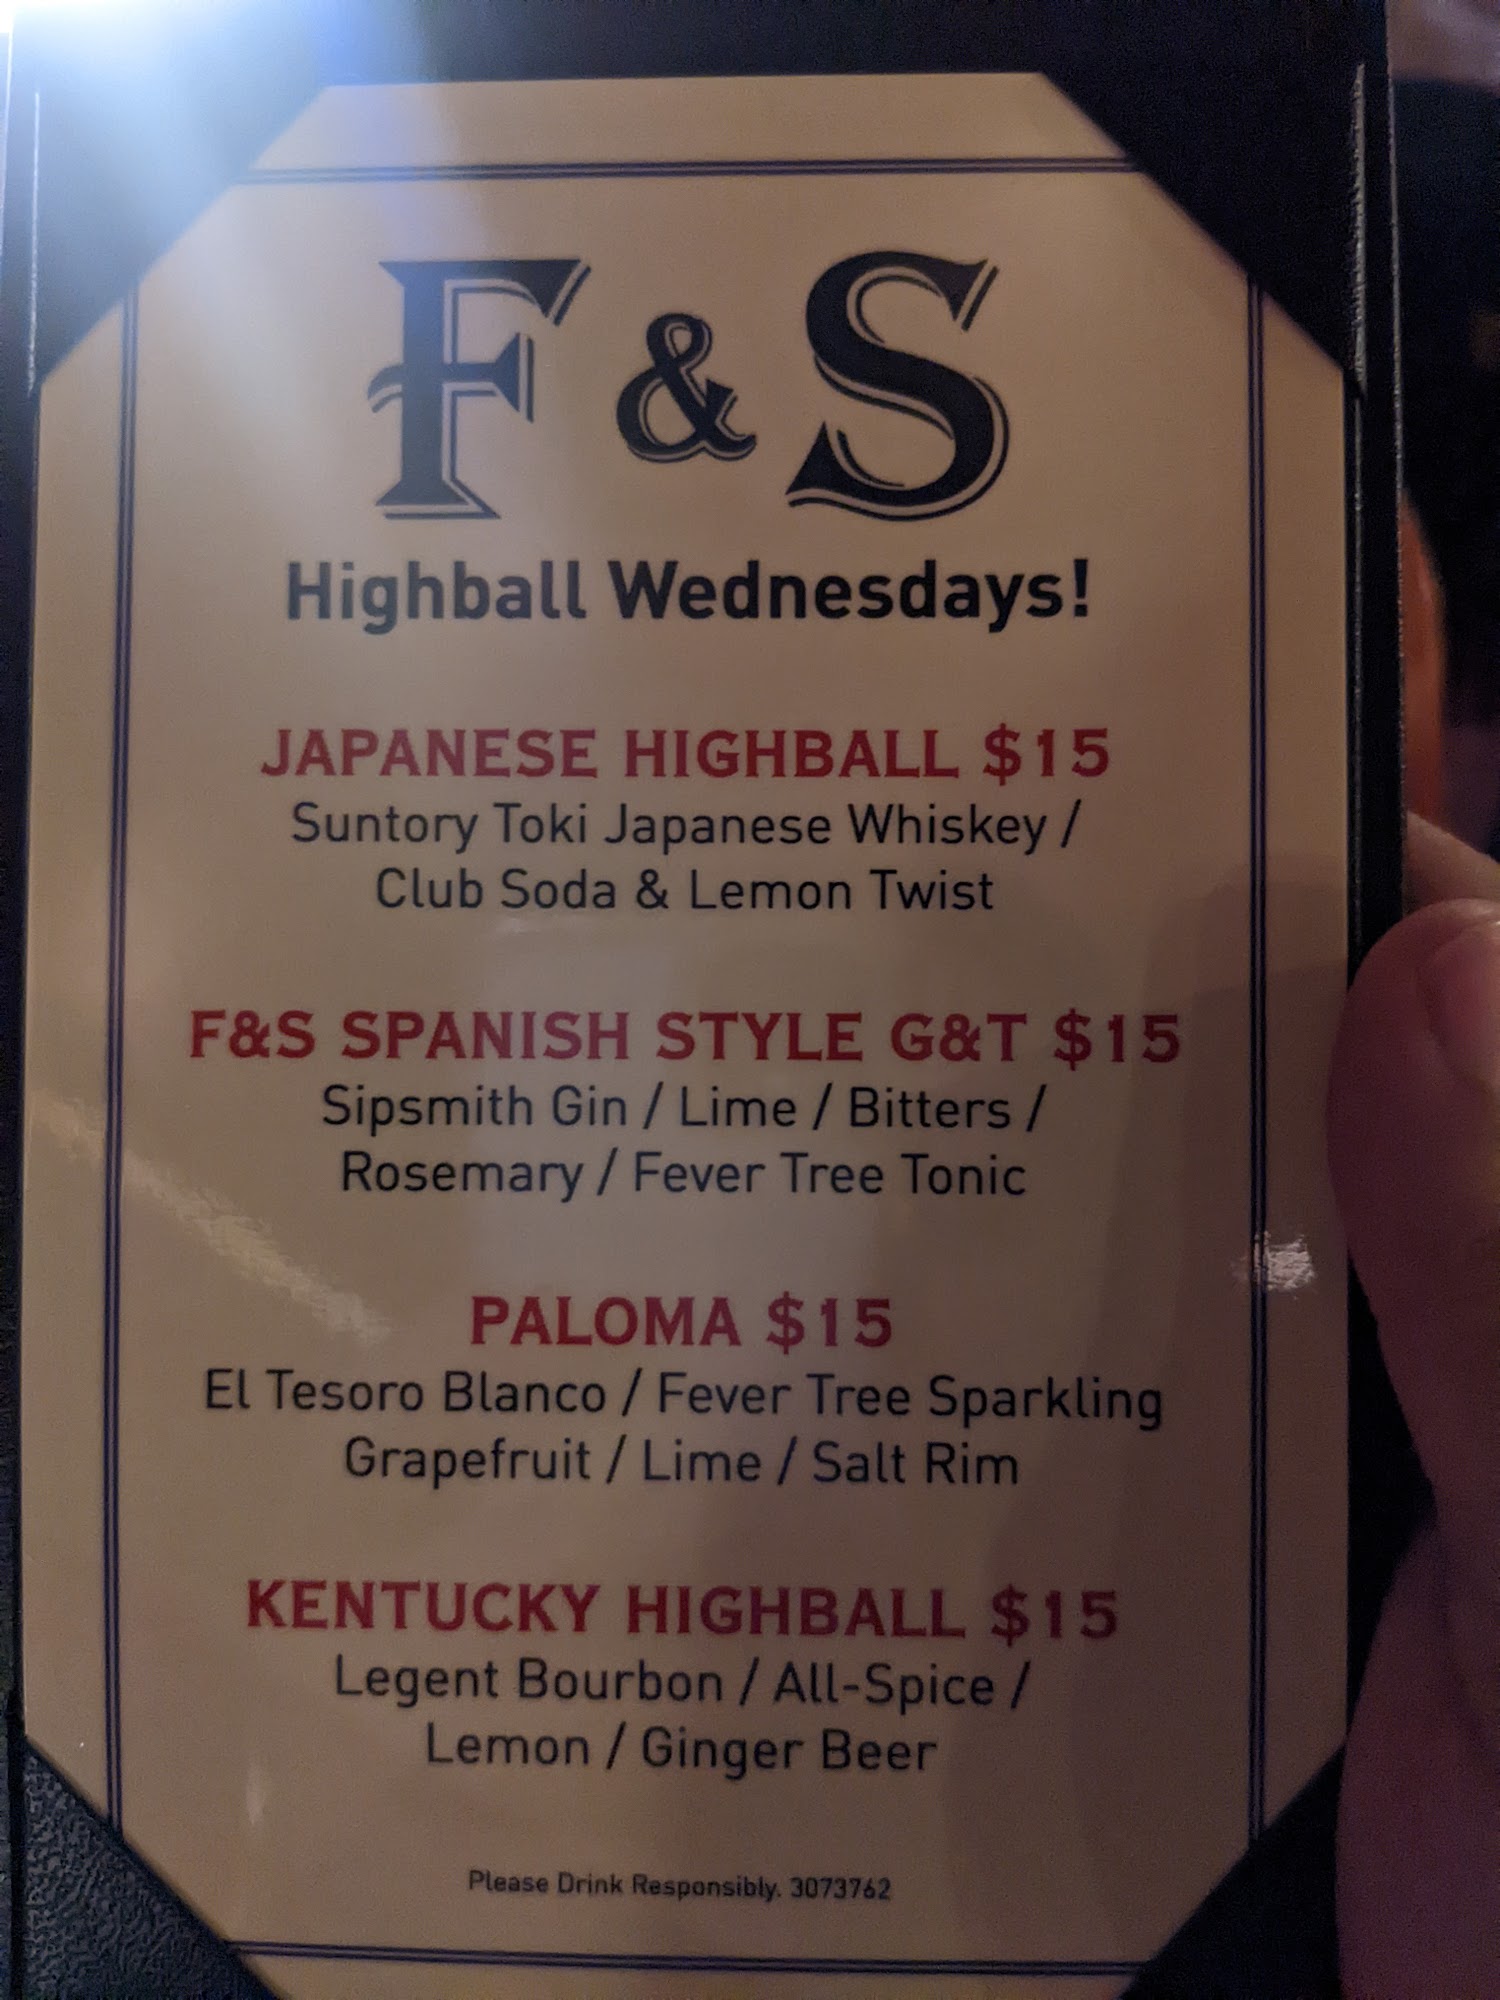 F & S
Highball Wednesdays!
JAPANESE HIGHBALL $15
Suntory Toki Japanese Whiskey /
Club Soda & Lemon Twist
F&S SPANISH STYLE G&T $15
Sipsmith Gin / Lime / Bitters /
Rosemary / Fever Tree Tonic
PALOMA $15
El Tesoro Blanco / Fever Tree Sparkling
Grapefruit / Lime / Salt Rim
KENTUCKY HIGHBALL $15
Legent Bourbon / All-Spice /
Lemon / Ginger Beer
Please Drink Responsibly. 3073762